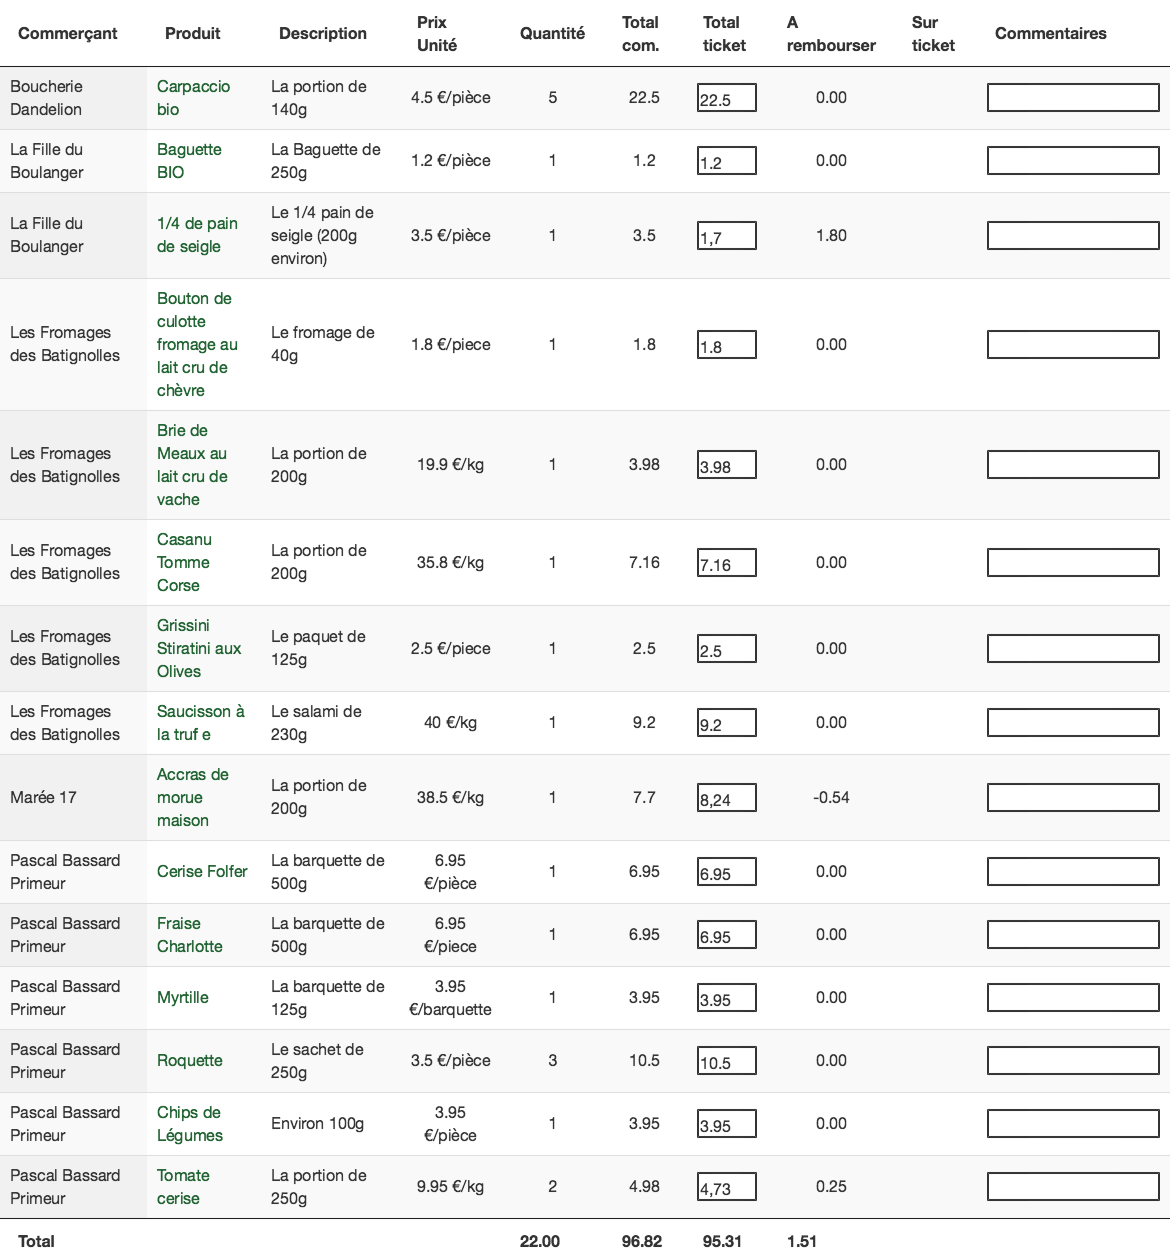 Commerçant Produit Description Prix Unité Quantité Total com. Total ticket A rembourser Sur ticket Commentaires
Boucherie Dandelion Carpaccio bio La portion de 140g 4.5 €/pièce 5 22.5 22.5 0.00
La Fille du Boulanger Baguette BIO La Baguette de 250g 1.2 €/pièce 1 1.2 1.2 0.00
La Fille du Boulanger 1/4 de pain de seigle Le 1/4 pain de seigle (200g environ) 3.5 €/pièce 1 3.5 1,7 1.80
Les Fromages des Batignolles Bouton de culotte fromage au lait cru de chèvre Le fromage de 40g 1.8 €/piece 1 1.8 1.8 0.00
Les Fromages des Batignolles Brie de Meaux au lait cru de vache La portion de 200g 19.9 €/kg 1 3.98 3.98 0.00
Les Fromages des Batignolles Casanu Tomme Corse La portion de 200g 35.8 €/kg 1 7.16 7.16 0.00
Les Fromages des Batignolles Grissini Stiratini aux Olives Le paquet de 125g 2.5 €/piece 1 2.5 2.5 0.00
Les Fromages des Batignolles Saucisson à la truf e Le salami de 230g 40 €/kg 1 9.2 9.2 0.00
Marée 17 Accras de morue maison La portion de 200g 38.5 €/kg 1 7.7 8,24 -0.54
Pascal Bassard Primeur Cerise Folfer La barquette de 500g 6.95 €/pièce 1 6.95 6.95 0.00
Pascal Bassard Primeur Fraise Charlotte La barquette de 500g 6.95 €/piece 1 6.95 6.95 0.00
Pascal Bassard Primeur Myrtille La barquette de 125g 3.95 €/barquette 1 3.95 3.95 0.00
Pascal Bassard Primeur Roquette Le sachet de 250g 3.5 €/pièce 3 10.5 10.5 0.00
Pascal Bassard Primeur Chips de Légumes Environ 100g 3.95 €/pièce 1 3.95 3.95 0.00
Pascal Bassard Primeur Tomate cerise La portion de 250g 9.95 €/kg 2 4.98 4,73 0.25
Total 22.00 96.82 95.31 1.51